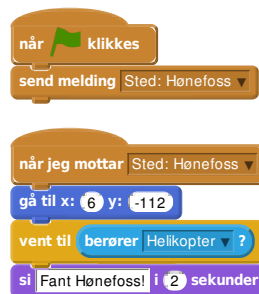 når klikkes
send melding Sted: Hønefoss
når jeg mottar Sted: Hønefoss
gå til x: 6 y: -112
vent til berører Helikopter ?
si Fant Hønefoss! i 2 sekunder